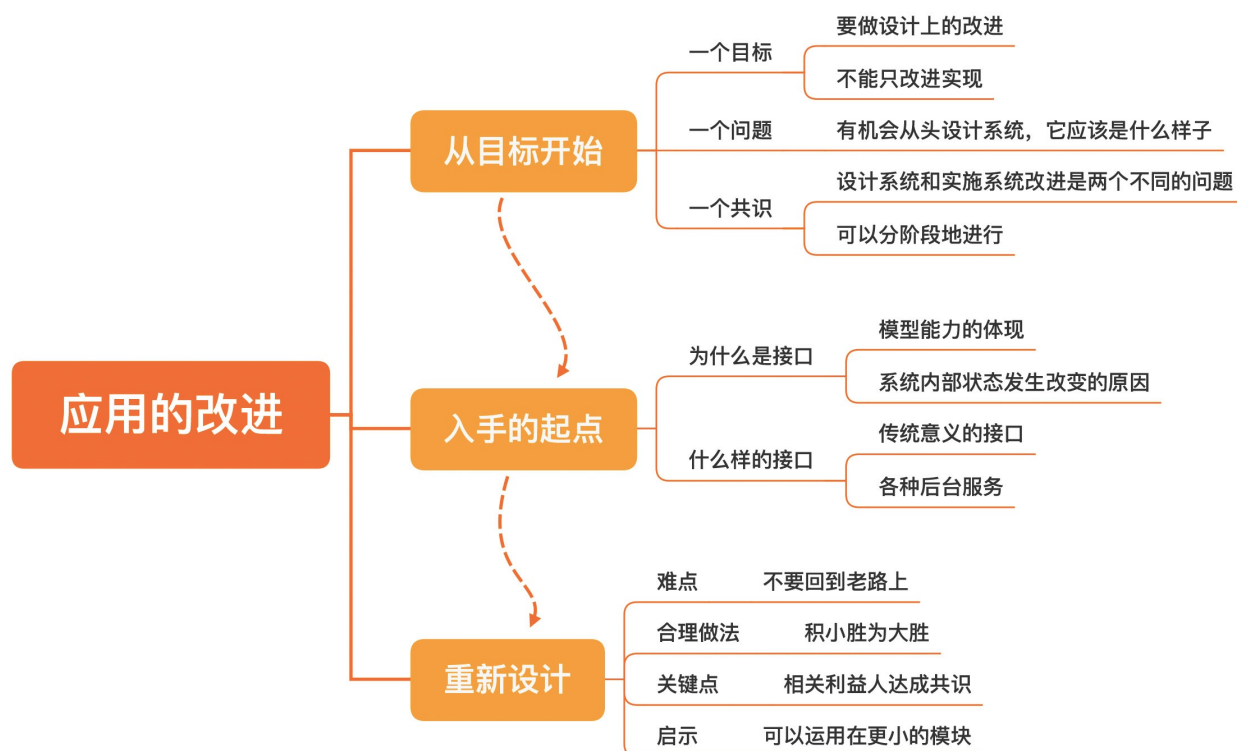 应用的改进
从目标开始
一个目标
要做设计上的改进
不能只改进实现
一个问题
有机会从头设计系统，它应该是什么样子
一个共识
设计系统和实施系统改进是两个不同的问题
可以分阶段地进行
入手的起点
为什么是接口
模型能力的体现
系统内部状态发生改变的原因
什么样的接口
传统意义的接口
各种后台服务
重新设计
难点
不要回到老路上
合理做法
积小胜为大胜
关键点
相关利益人达成共识
启示
可以运用在更小的模块